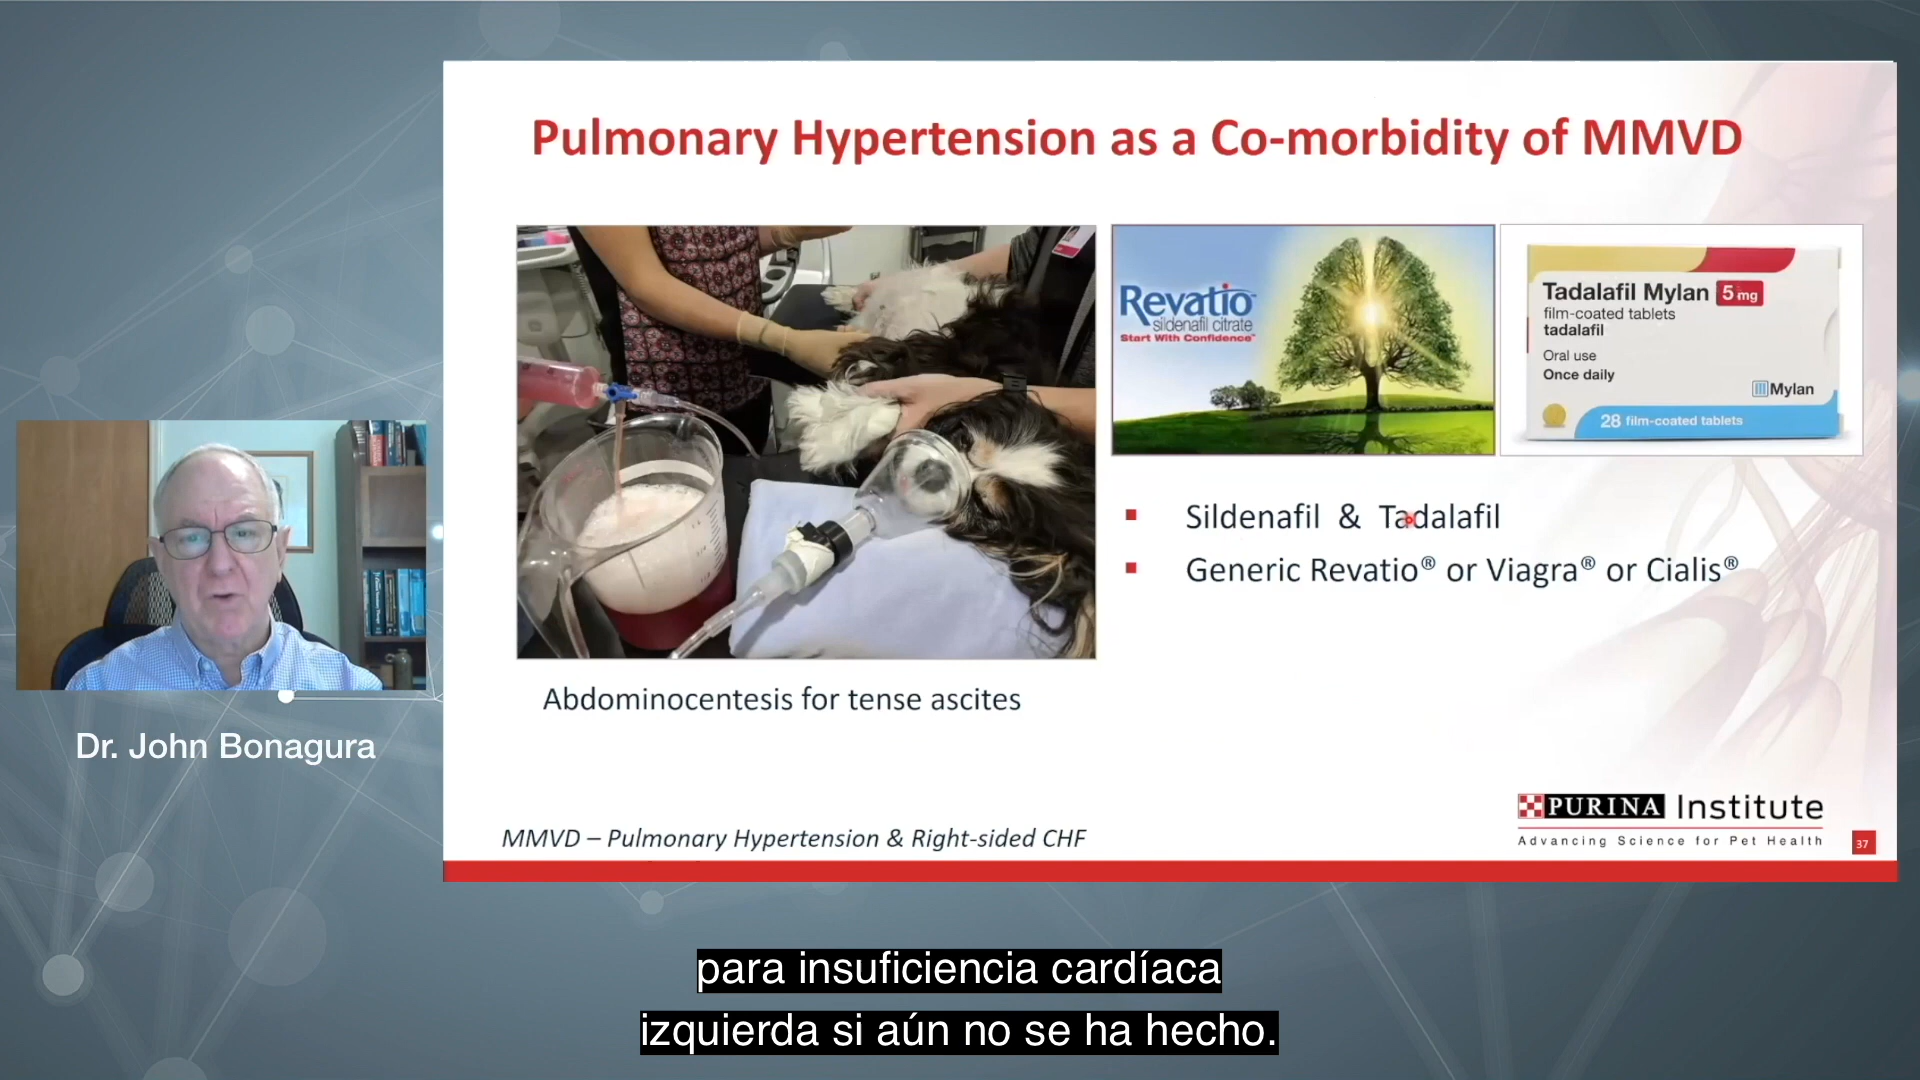 Pulmonary Hypertension as a Co-morbidity of MMVD
Revatio
sildenafil citrate
Start With Confidence™
Tadalafil Mylan 5 mg
film-coated tablets
tadalafil
Oral use
Once daily
Mylan
28 film-coated tablets
Sildenafil & Tadalafil
Generic Revatio® or Viagra® or Cialis®
Abdominocentesis for tense ascites
Dr. John Bonagura
PURINA Institute
Advancing Science for Pet Health
MMVD – Pulmonary Hypertension & Right-sided CHF
37
para insuficiencia cardíaca
izquierda si aún no se ha hecho.